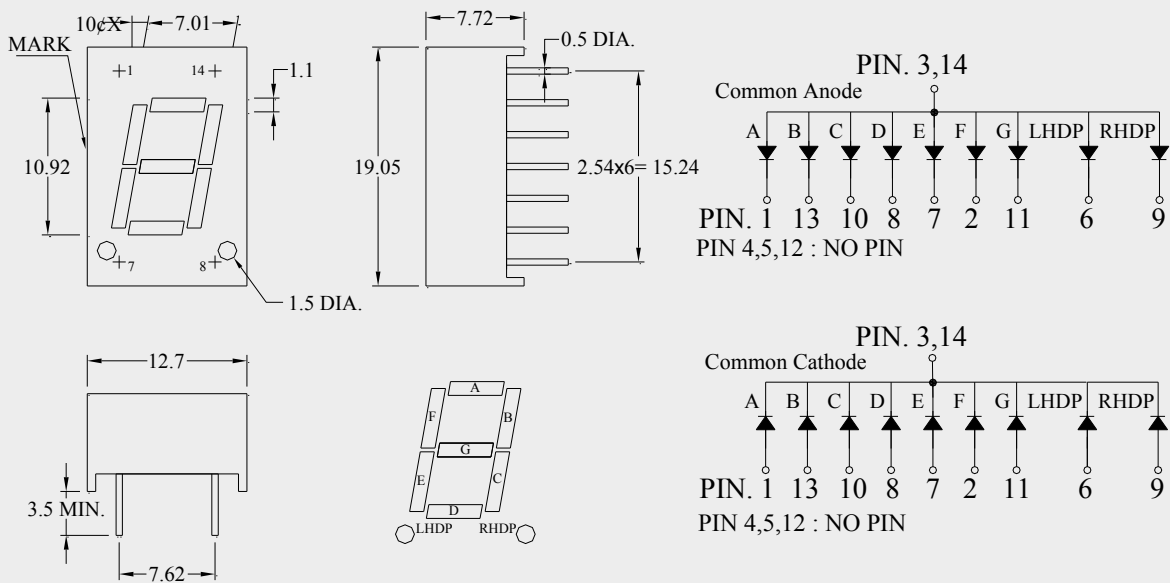 10¢X
7.01
MARK
1
14
1.1
10.92
7
8
1.5 DIA.
7.72
0.5 DIA.
19.05
2.54x6= 15.24
PIN. 3,14
Common Anode
A B C D E F G LHDP RHDP
PIN. 1 13 10 8 7 2 11 6 9
PIN 4,5,12 : NO PIN
12.7
3.5 MIN.
7.62
A
F
B
G
E
C
D
LHDP RHDP
PIN. 3,14
Common Cathode
A B C D E F G LHDP RHDP
PIN. 1 13 10 8 7 2 11 6 9
PIN 4,5,12 : NO PIN